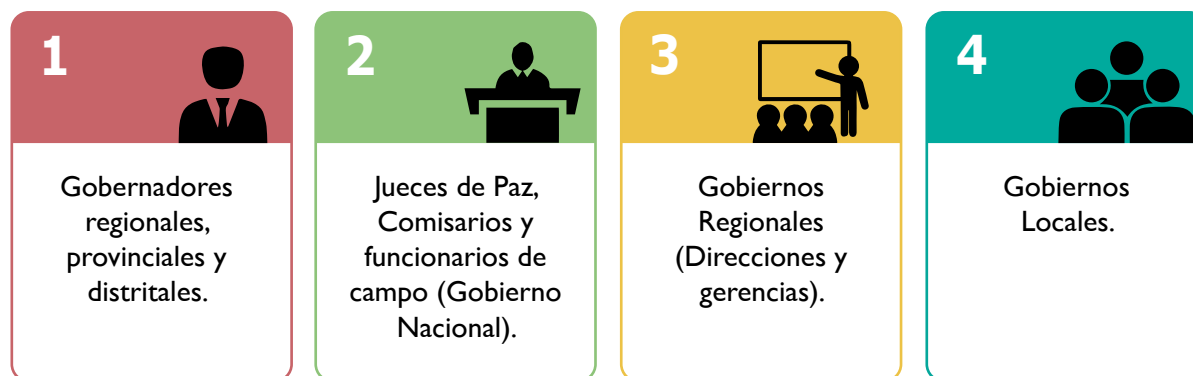 1
Gobernadores
regionales,
provinciales y
distritales.
2
Jueces de Paz,
Comisarios y
funcionarios de
campo (Gobierno
Nacional).
3
Gobiernos
Regionales
(Direcciones y
gerencias).
4
Gobiernos
Locales.